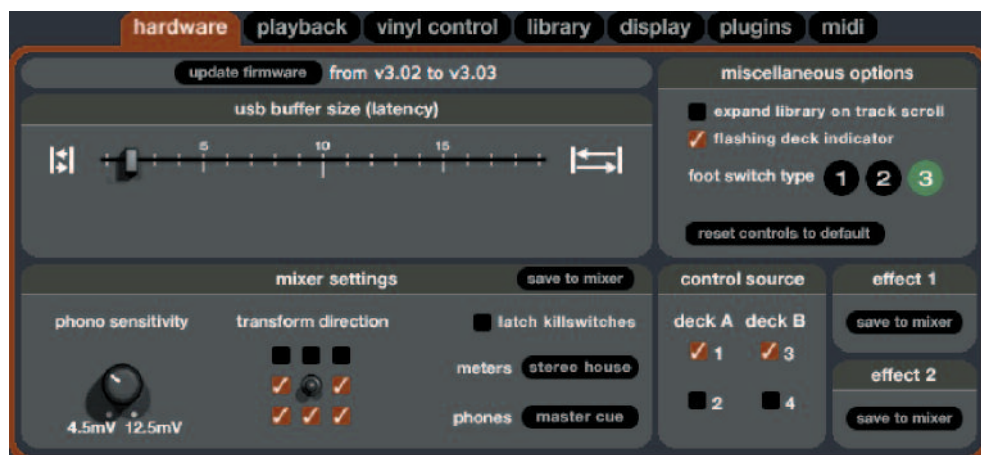 hardware playback vinyl control library display plugins midi
update firmware from v3.02 to v3.03
usb buffer size (latency)
5 10 15
miscellaneous options
expand library on track scroll
flashing deck indicator
foot switch type 1 2 3
reset controls to default
mixer settings save to mixer
phono sensitivity transform direction latch killswitches
meters stereo house
4.5mV 12.5mV phones master cue
control source
deck A deck B
1 3
2 4
effect 1
save to mixer
effect 2
save to mixer